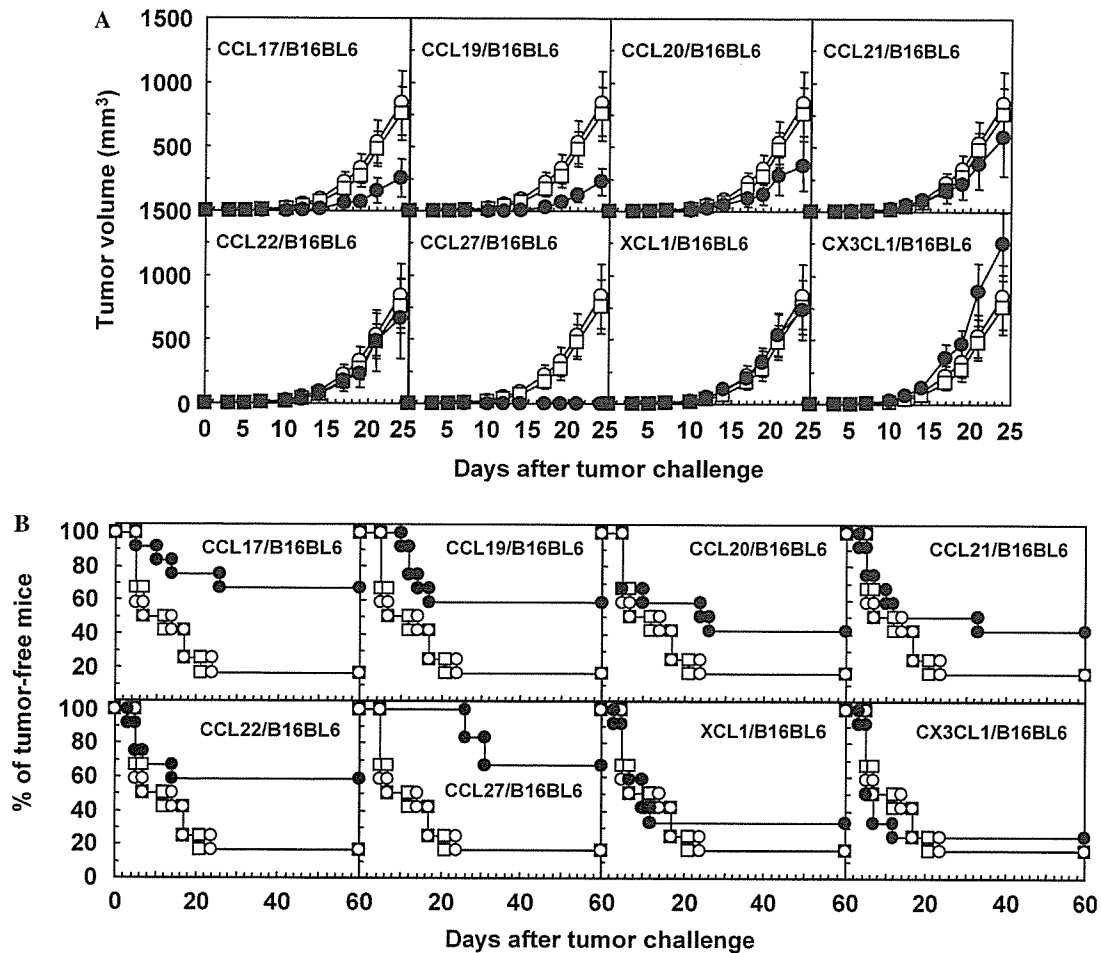 A
Tumor volume (mm3)
1500
1000
500
1500
1000
500
0
CCL17/B16BL6
CCL19/B16BL6
CCL20/B16BL6
CCL21/B16BL6
CCL22/B16BL6
CCL27/B16BL6
XCL1/B16BL6
CX3CL1/B16BL6
0 5 10 15 20 25 5 10 15 20 25 5 10 15 20 25 5 10 15 20 25
Days after tumor challenge
B
% of tumor-free mice
100
80
60
40
20
100
80
60
40
20
0
CCL17/B16BL6
CCL19/B16BL6
CCL20/B16BL6
CCL21/B16BL6
CCL22/B16BL6
CCL27/B16BL6
XCL1/B16BL6
CX3CL1/B16BL6
0 20 40 60 20 40 60 20 40 60 20 40 60
Days after tumor challenge